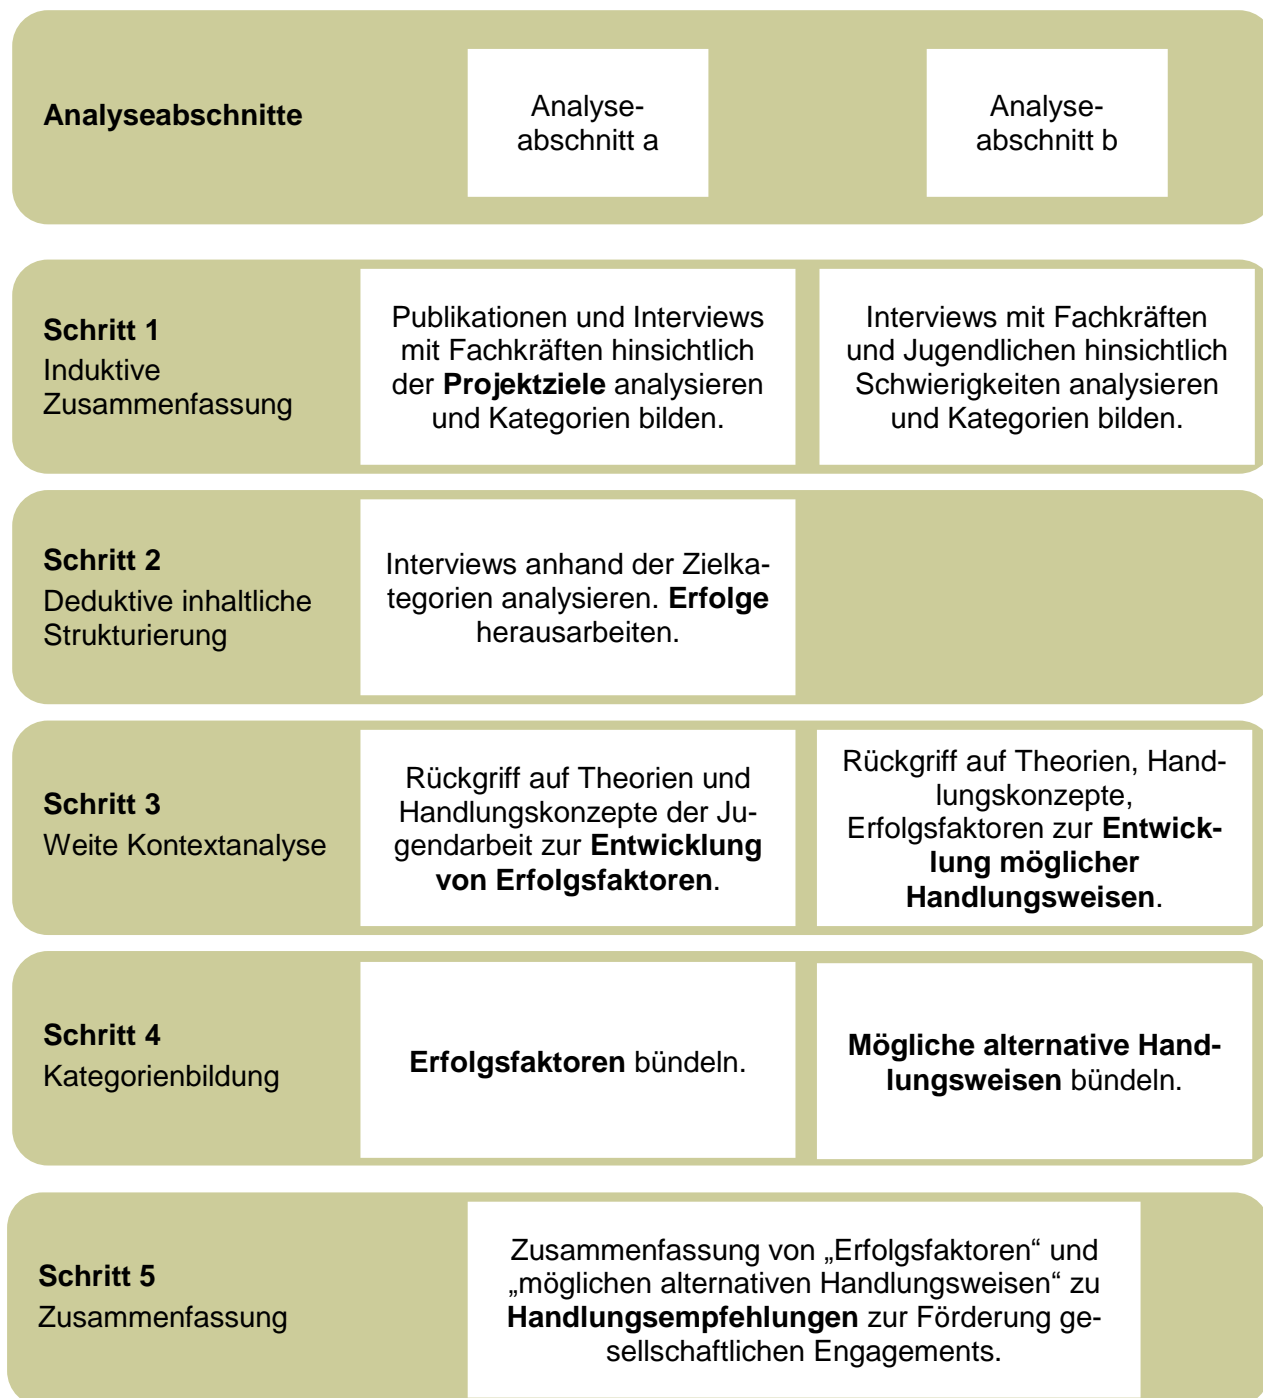 Analyseabschnitte
Analyse-
abschnitt a
Analyse-
abschnitt b
Schritt 1
Induktive
Zusammenfassung
Publikationen und Interviews
mit Fachkräften hinsichtlich
der Projektziele analysieren
und Kategorien bilden.
Interviews mit Fachkräften
und Jugendlichen hinsichtlich
Schwierigkeiten analysieren
und Kategorien bilden.
Schritt 2
Deduktive inhaltliche
Strukturierung
Interviews anhand der Zielka-
tegorien analysieren. Erfolge
herausarbeiten.
Schritt 3
Weite Kontextanalyse
Rückgriff auf Theorien und
Handlungskonzepte der Ju-
gendarbeit zur Entwicklung
von Erfolgsfaktoren.
Rückgriff auf Theorien, Hand-
lungskonzepte,
Erfolgsfaktoren zur Entwick-
lung möglicher
Handlungsweisen.
Schritt 4
Kategorienbildung
Erfolgsfaktoren bündeln.
Mögliche alternative Hand-
lungsweisen bündeln.
Schritt 5
Zusammenfassung
Zusammenfassung von „Erfolgsfaktoren“ und
„möglichen alternativen Handlungsweisen“ zu
Handlungsempfehlungen zur Förderung ge-
sellschaftlichen Engagements.